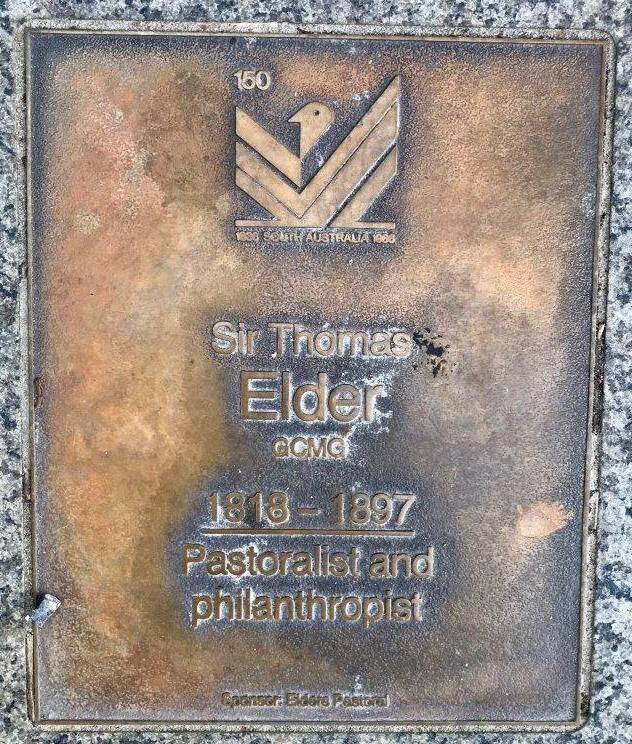 150
1836 SOUTH AUSTRALIA 1986
Sir Thomas
Elder
GCMG
1818 – 1897
Pastoralist and
philanthropist
Sponsor: Elders Pastoral